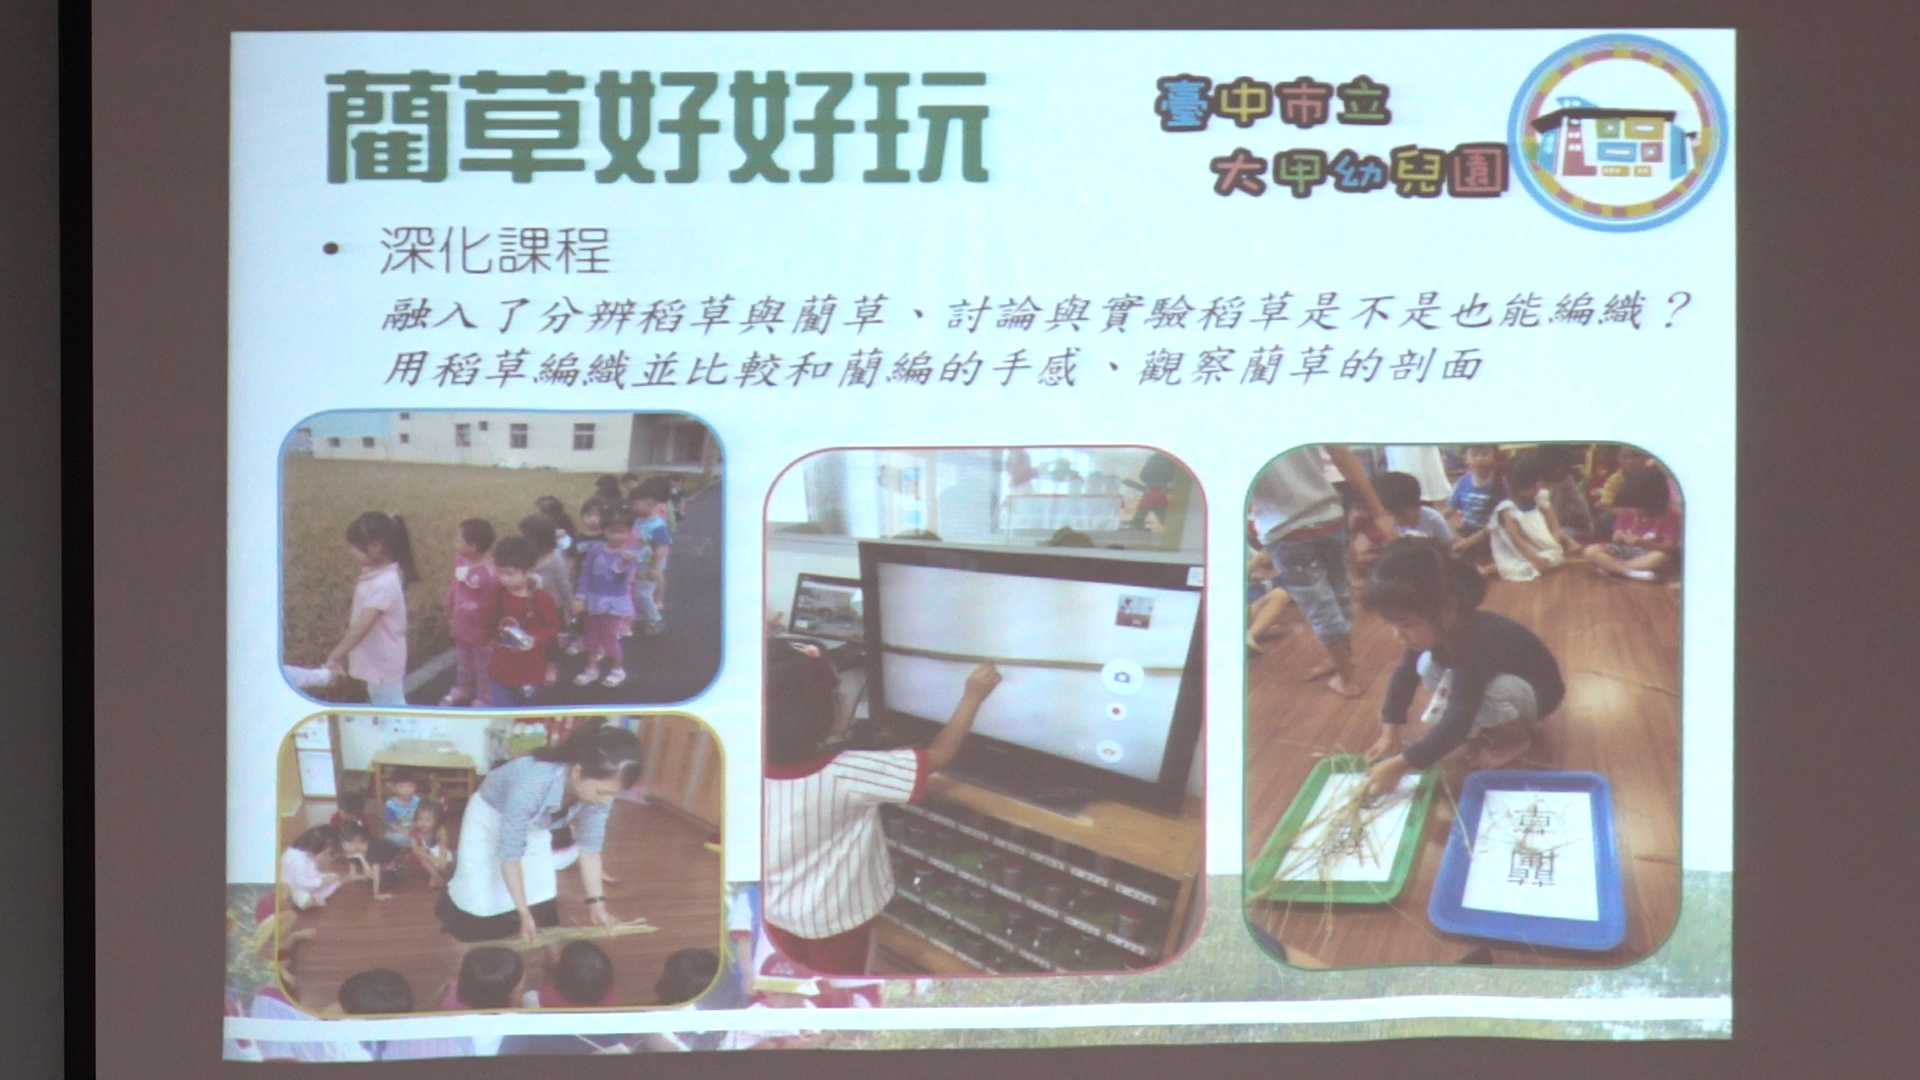 藺草好好玩
臺中市立
大甲幼兒園
• 深化課程
融入了分辨稻草與藺草、討論與實驗稻草是不是也能編織？
用稻草編織並比較和藺編的手感、觀察藺草的剖面
藺草